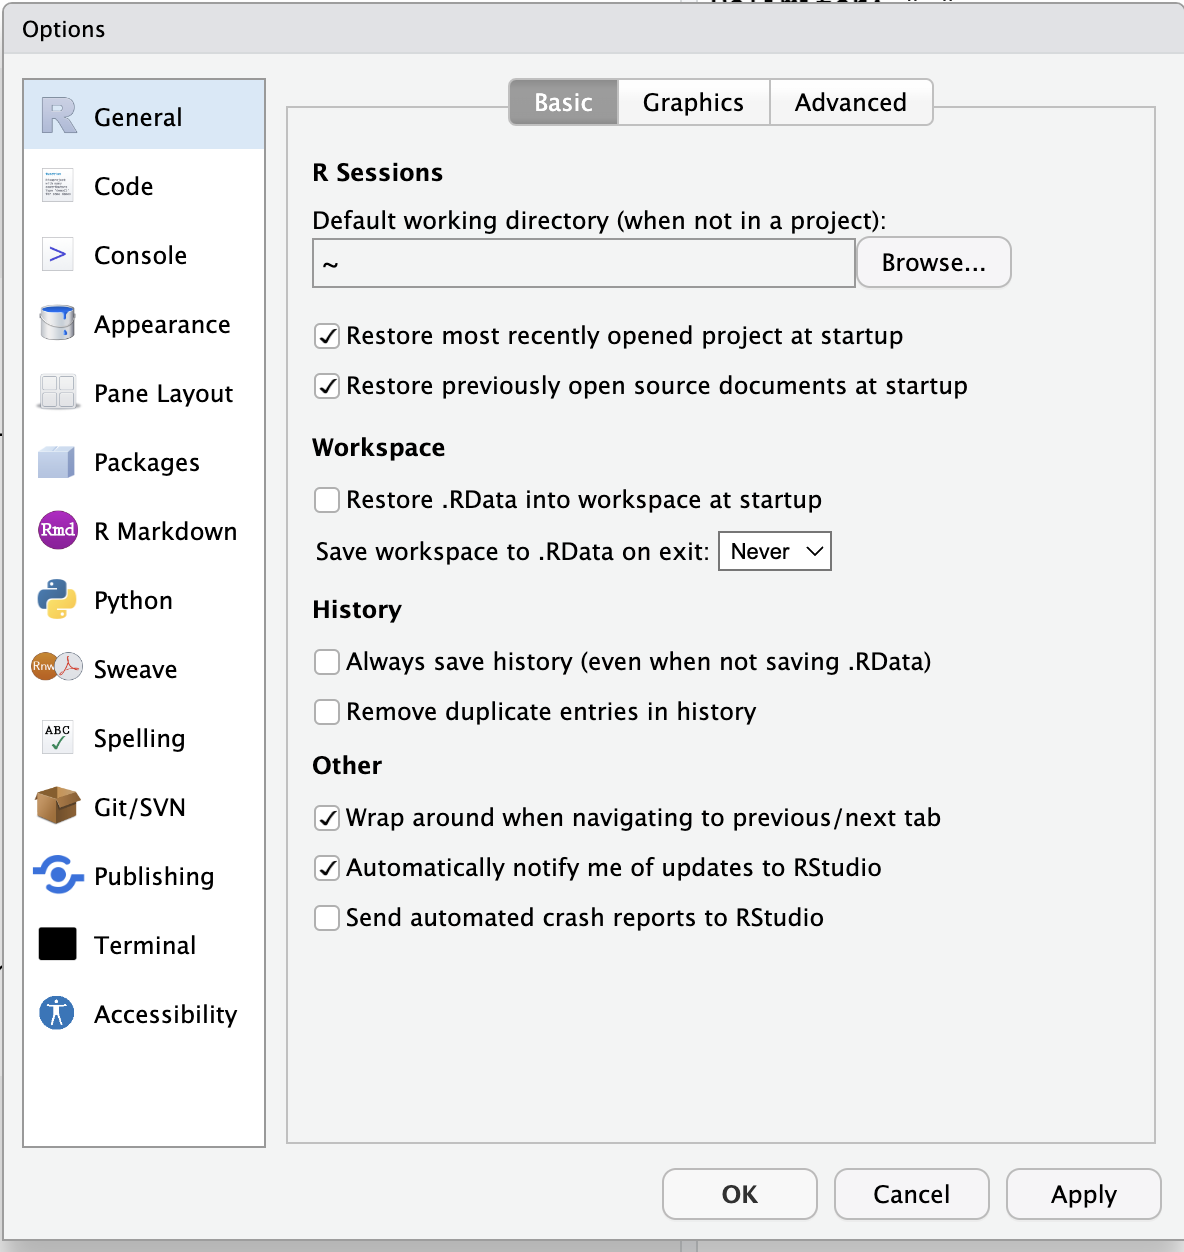 Options
General
Code
Console
Appearance
Pane Layout
Packages
Rmd R Markdown
Python
Rnw Sweave
ABC Spelling
Git/SVN
Publishing
Terminal
Accessibility
Basic Graphics Advanced
R Sessions
Default working directory (when not in a project):
~ Browse...
Restore most recently opened project at startup
Restore previously open source documents at startup
Workspace
Restore .RData into workspace at startup
Save workspace to .RData on exit: Never
History
Always save history (even when not saving .RData)
Remove duplicate entries in history
Other
Wrap around when navigating to previous/next tab
Automatically notify me of updates to RStudio
Send automated crash reports to RStudio
OK Cancel Apply